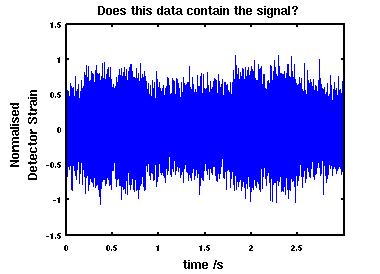 Does this data contain the signal?
1.5
1
0.5
0
-0.5
-1
-1.5
Normalised
Detector Strain
0 0.5 1 1.5 2 2.5
time /s